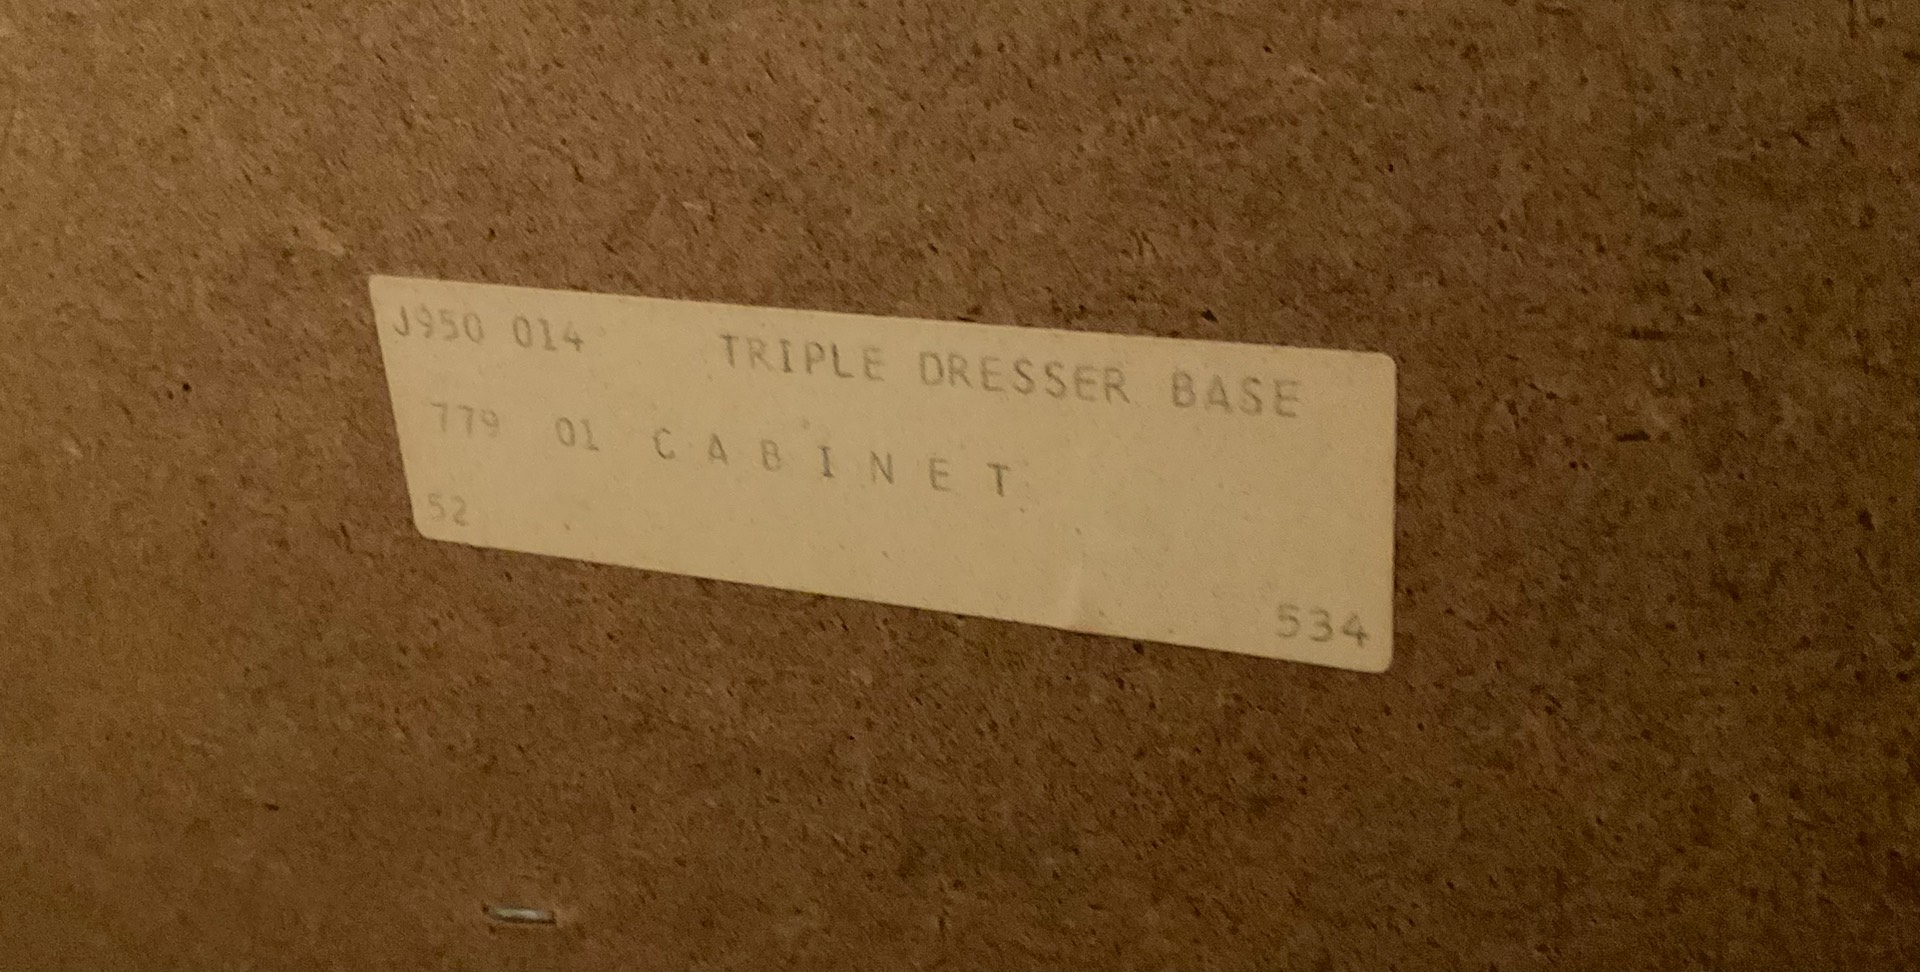 J950 014 TRIPLE DRESSER BASE
779 01 C A B I N E T
52
534